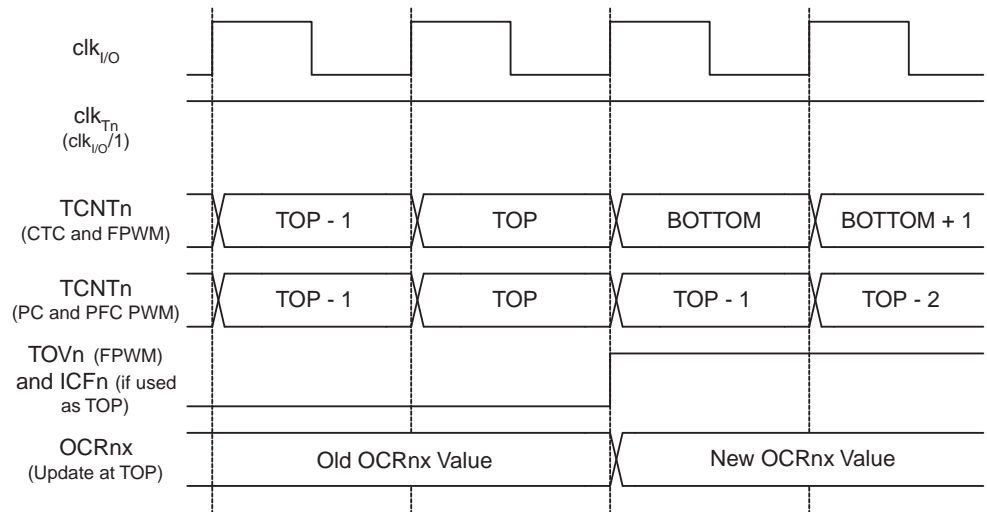 clkI/O
clkTn
(clkI/O/1)
TCNTn
(CTC and FPWM)
TOP - 1
TOP
BOTTOM
BOTTOM + 1
TCNTn
(PC and PFC PWM)
TOP - 1
TOP
TOP - 1
TOP - 2
TOVn (FPWM)
and ICFn (if used
as TOP)
OCRnx
(Update at TOP)
Old OCRnx Value
New OCRnx Value